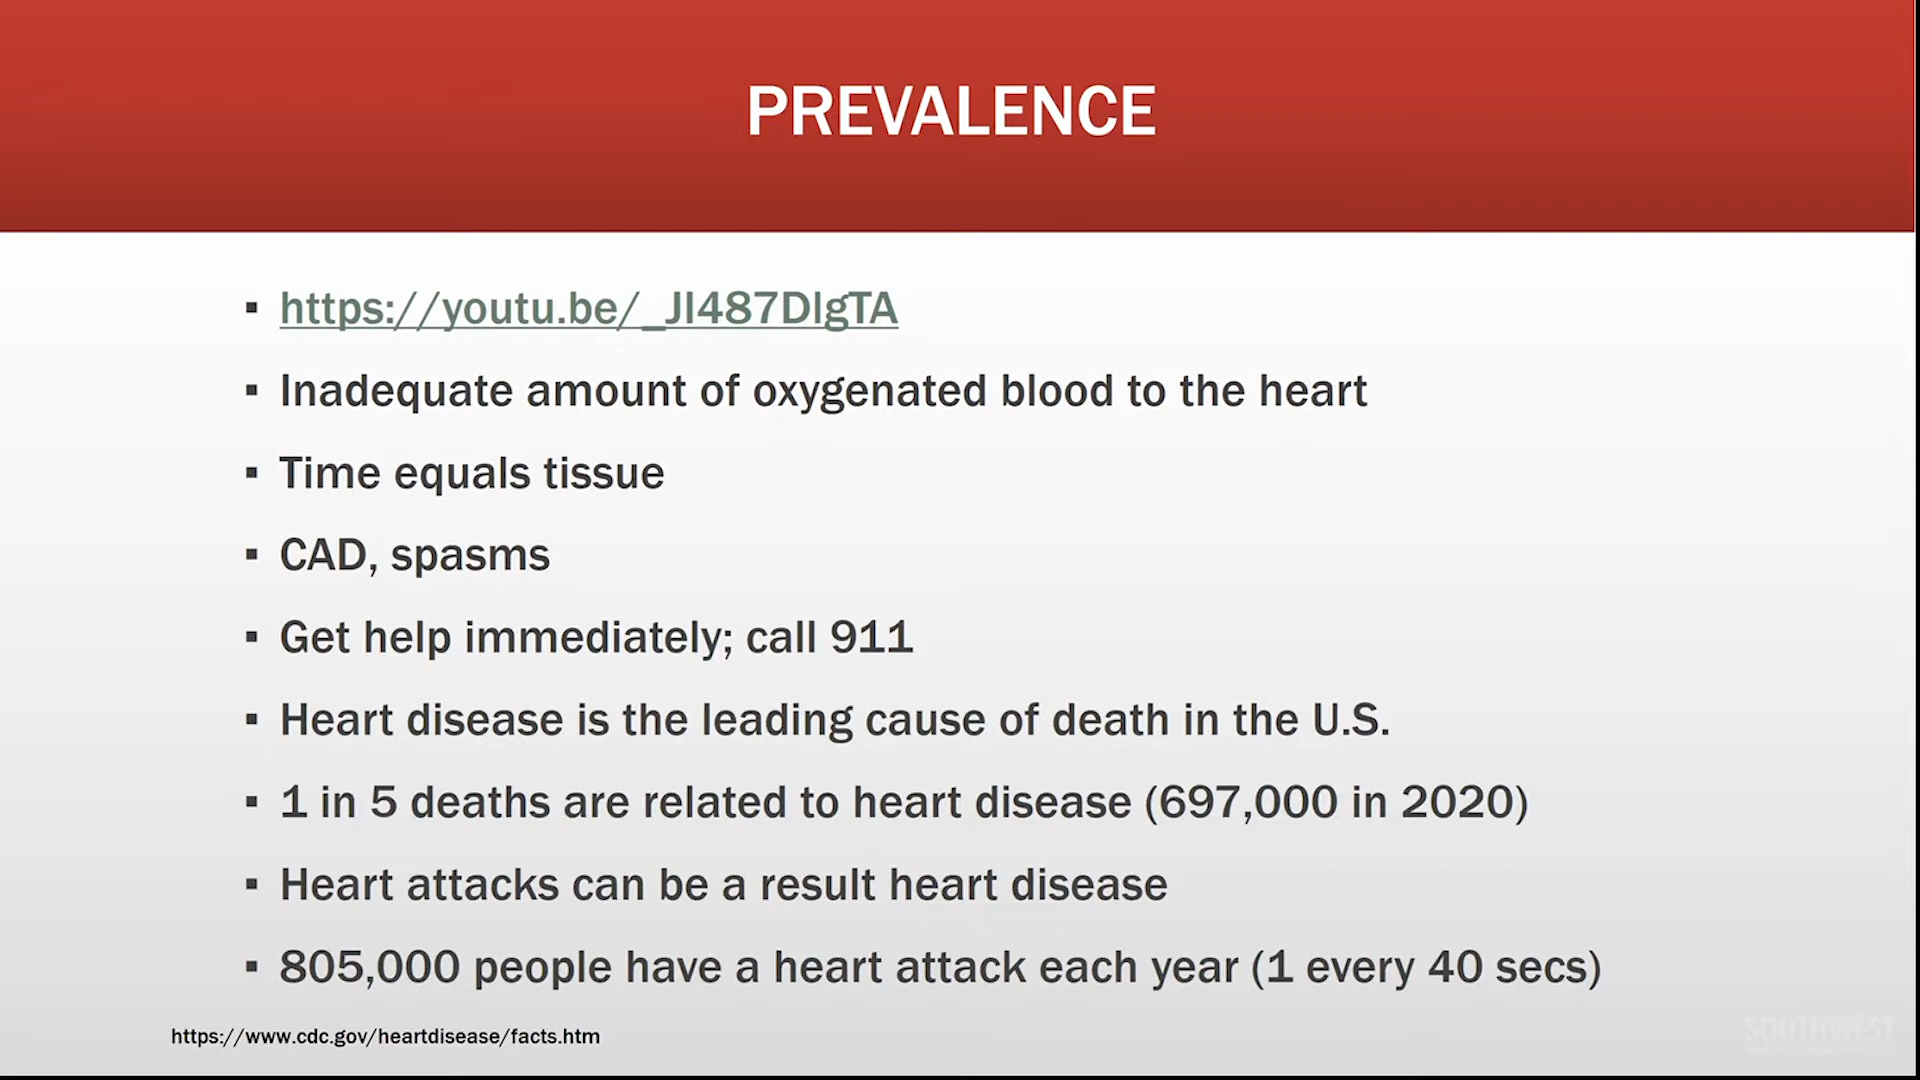 PREVALENCE
https://youtu.be/_JI487DlgTA
Inadequate amount of oxygenated blood to the heart
Time equals tissue
CAD, spasms
Get help immediately; call 911
Heart disease is the leading cause of death in the U.S.
1 in 5 deaths are related to heart disease (697,000 in 2020)
Heart attacks can be a result heart disease
805,000 people have a heart attack each year (1 every 40 secs)
https://www.cdc.gov/heartdisease/facts.htm
SOUTHWEST